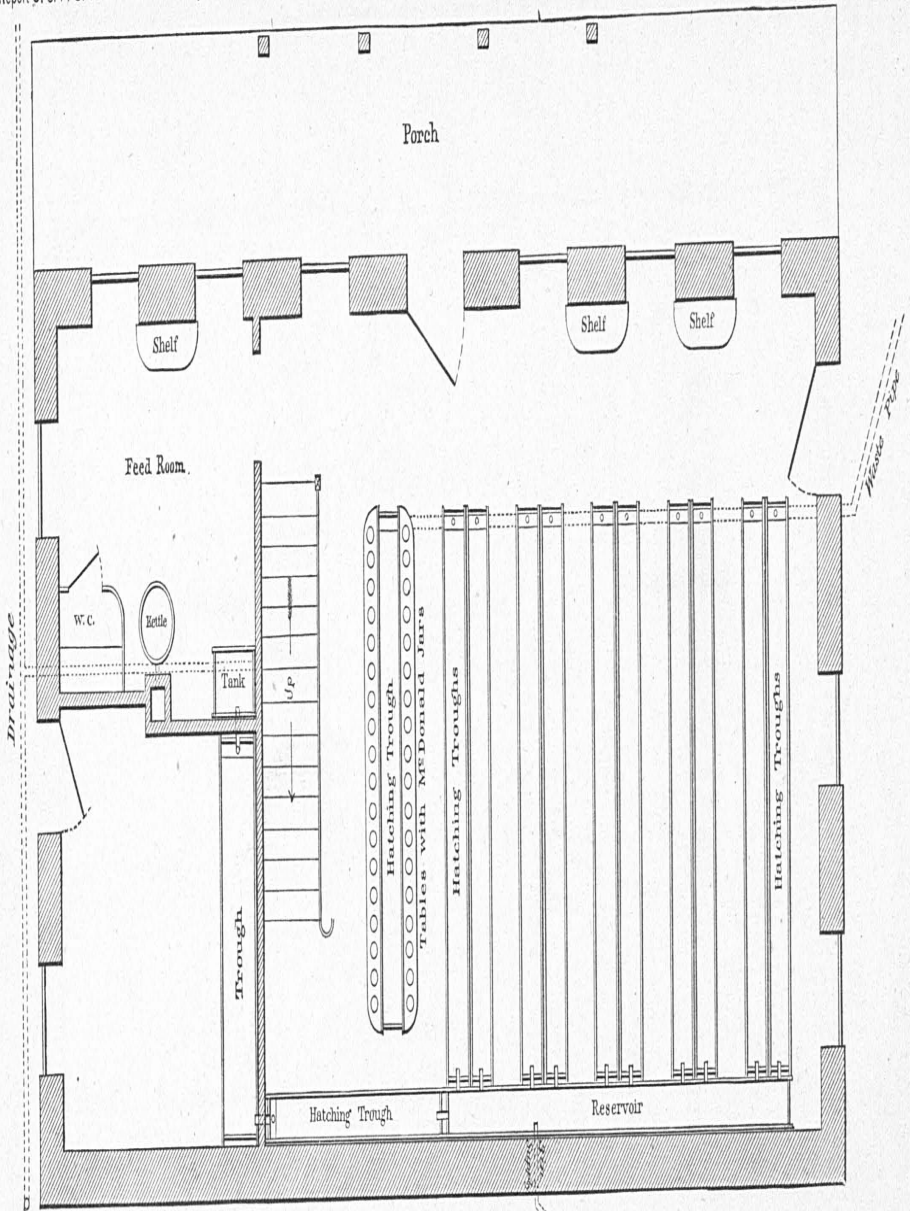 Porch
Shelf
Shelf
Shelf
Feed Room.
Waste Pipe
W.C.
Kettle
Tank
Up
Drainage
Hatching Trough
Tables with McDonald Jars
Hatching Troughs
Hatching Troughs
Trough
Hatching Trough
Reservoir